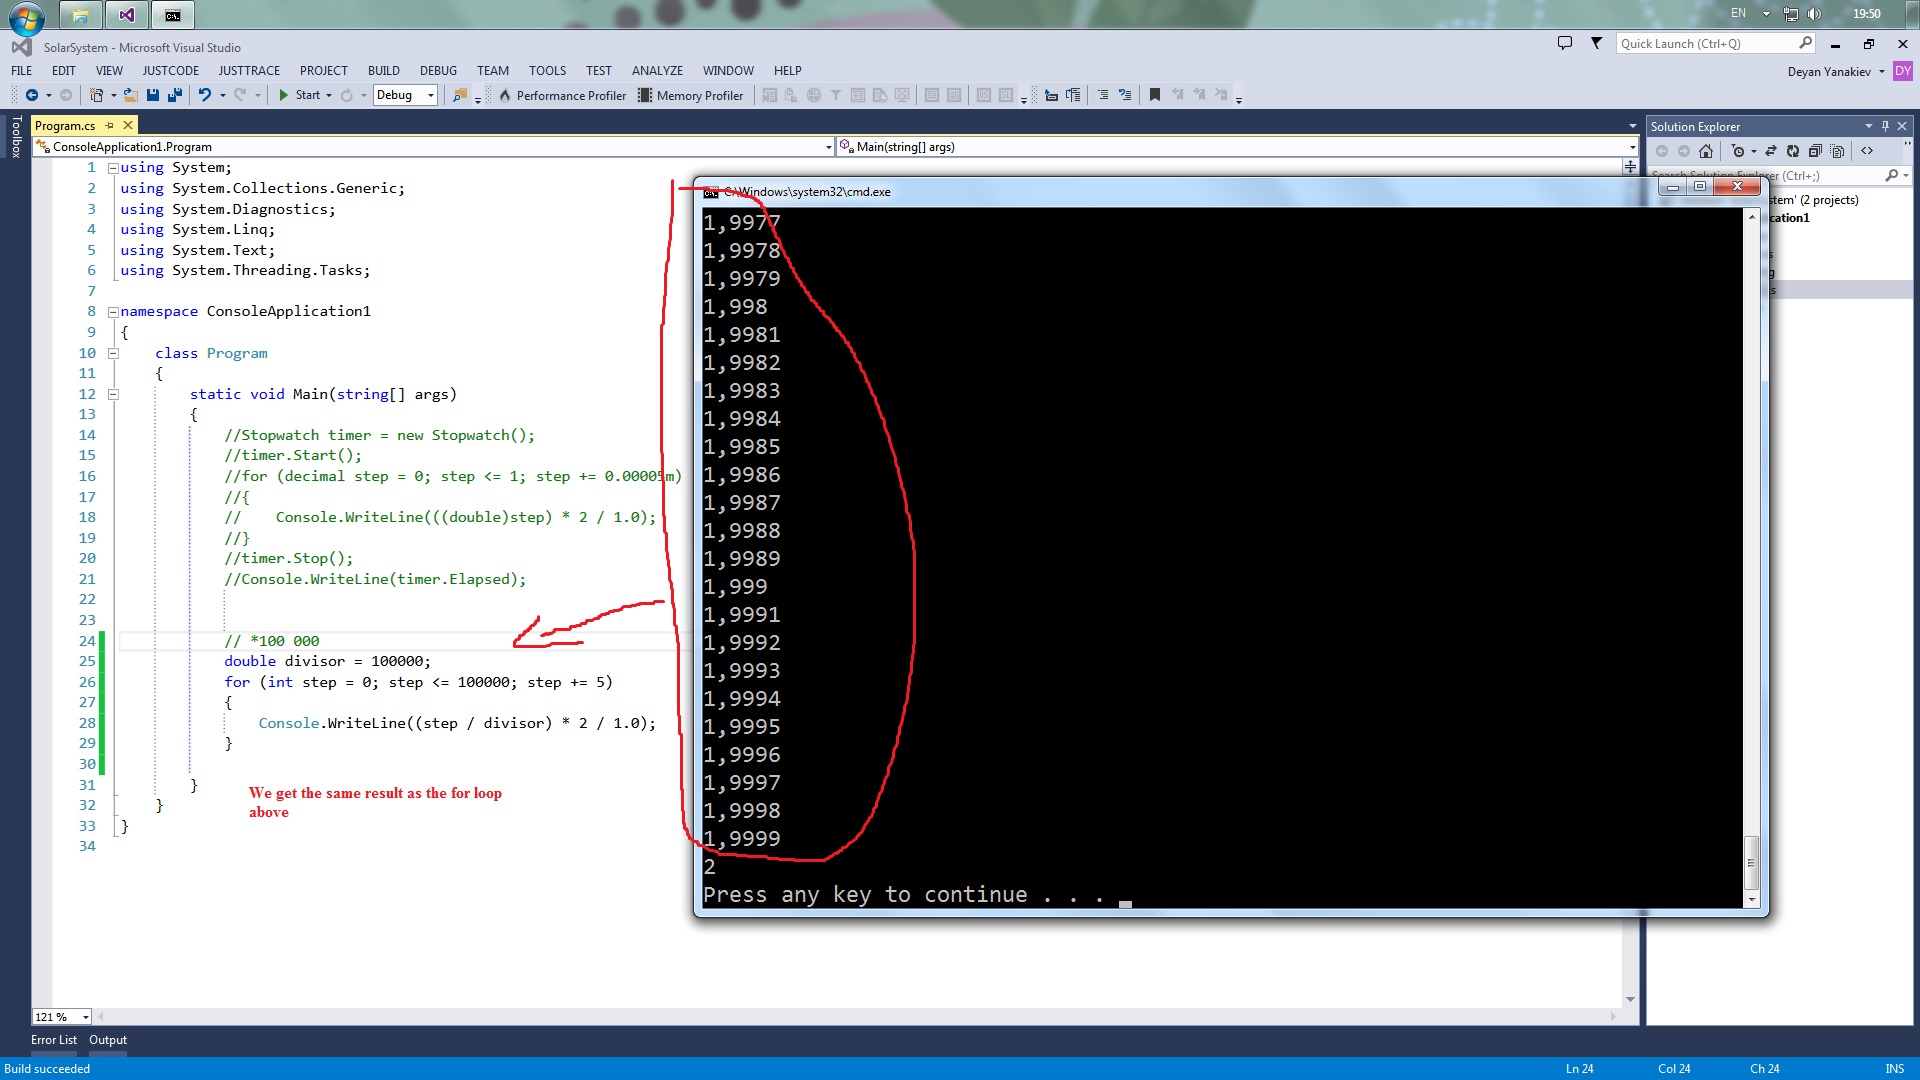 EN 19:50
SolarSystem - Microsoft Visual Studio
Quick Launch (Ctrl+Q)
FILE EDIT VIEW JUSTCODE JUSTTRACE PROJECT BUILD DEBUG TEAM TOOLS TEST ANALYZE WINDOW HELP
Deyan Yanakiev DY
Start Debug Performance Profiler Memory Profiler
Toolbox
Program.cs
ConsoleApplication1.Program
Main(string[] args)
1 using System;
2 using System.Collections.Generic;
3 using System.Diagnostics;
4 using System.Linq;
5 using System.Text;
6 using System.Threading.Tasks;
7
8 namespace ConsoleApplication1
9 {
10 class Program
11 {
12 static void Main(string[] args)
13 {
14 //Stopwatch timer = new Stopwatch();
15 //timer.Start();
16 //for (decimal step = 0; step <= 1; step += 0.00005m)
17 //{
18 // Console.WriteLine(((double)step) * 2 / 1.0);
19 //}
20 //timer.Stop();
21 //Console.WriteLine(timer.Elapsed);
22
23
24 // *100 000
25 double divisor = 100000;
26 for (int step = 0; step <= 100000; step += 5)
27 {
28 Console.WriteLine((step / divisor) * 2 / 1.0);
29 }
30
31 }
32 }
33 }
34
We get the same result as the for loop
above
C:\Windows\system32\cmd.exe
1,9977
1,9978
1,9979
1,998
1,9981
1,9982
1,9983
1,9984
1,9985
1,9986
1,9987
1,9988
1,9989
1,999
1,9991
1,9992
1,9993
1,9994
1,9995
1,9996
1,9997
1,9998
1,9999
2
Press any key to continue . . .
Solution Explorer
Search Solution Explorer (Ctrl+;)
(2 projects)
121 %
Error List Output
Build succeeded
Ln 24 Col 24 Ch 24 INS